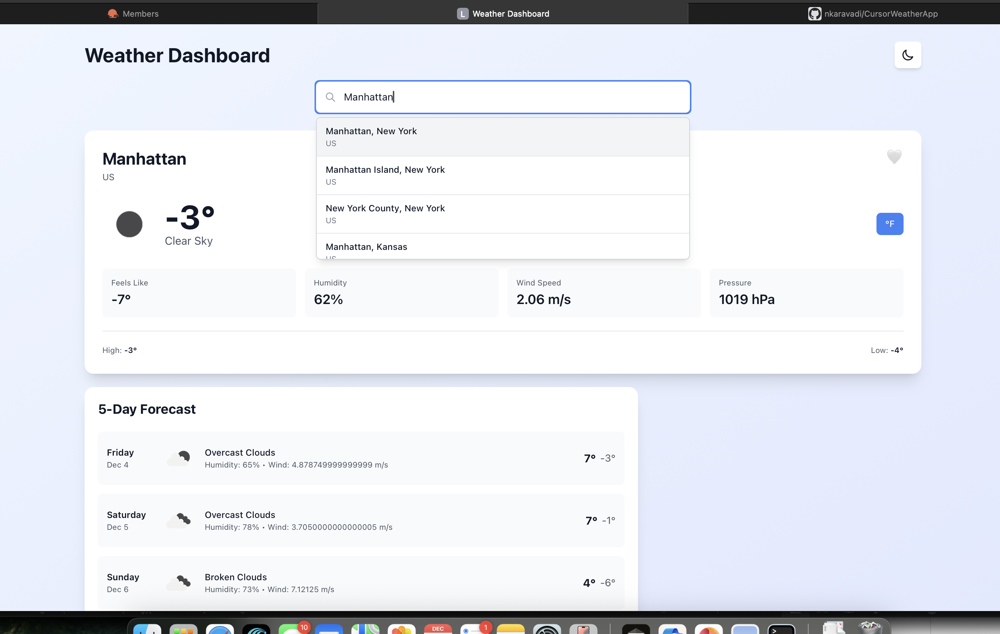 Members
L Weather Dashboard
nkaravadi/CursorWeatherApp
Weather Dashboard
Manhattan
Manhattan, New York
US
Manhattan Island, New York
US
New York County, New York
US
Manhattan, Kansas
US
Manhattan
US
-3°
Clear Sky
°F
Feels Like
-7°
Humidity
62%
Wind Speed
2.06 m/s
Pressure
1019 hPa
High: -3°
Low: -4°
5-Day Forecast
Friday
Dec 4
Overcast Clouds
Humidity: 65% • Wind: 4.878749999999999 m/s
7° -3°
Saturday
Dec 5
Overcast Clouds
Humidity: 78% • Wind: 3.7050000000000005 m/s
7° -1°
Sunday
Dec 6
Broken Clouds
Humidity: 73% • Wind: 7.12125 m/s
4° -6°
10
DEC
1